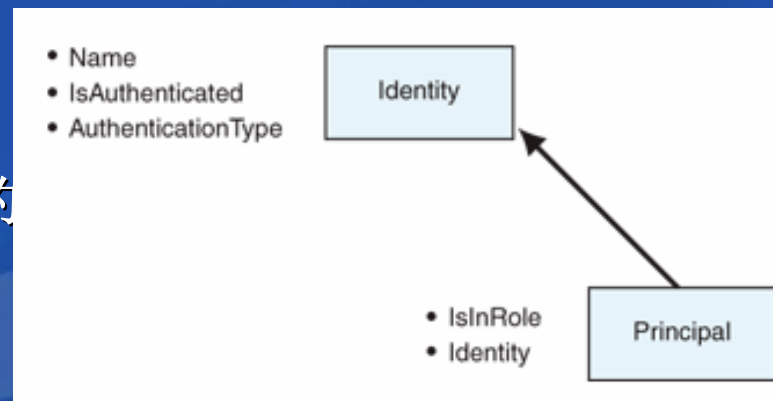 • Name
• IsAuthenticated
• AuthenticationType
Identity
• IsInRole
• Identity
Principal